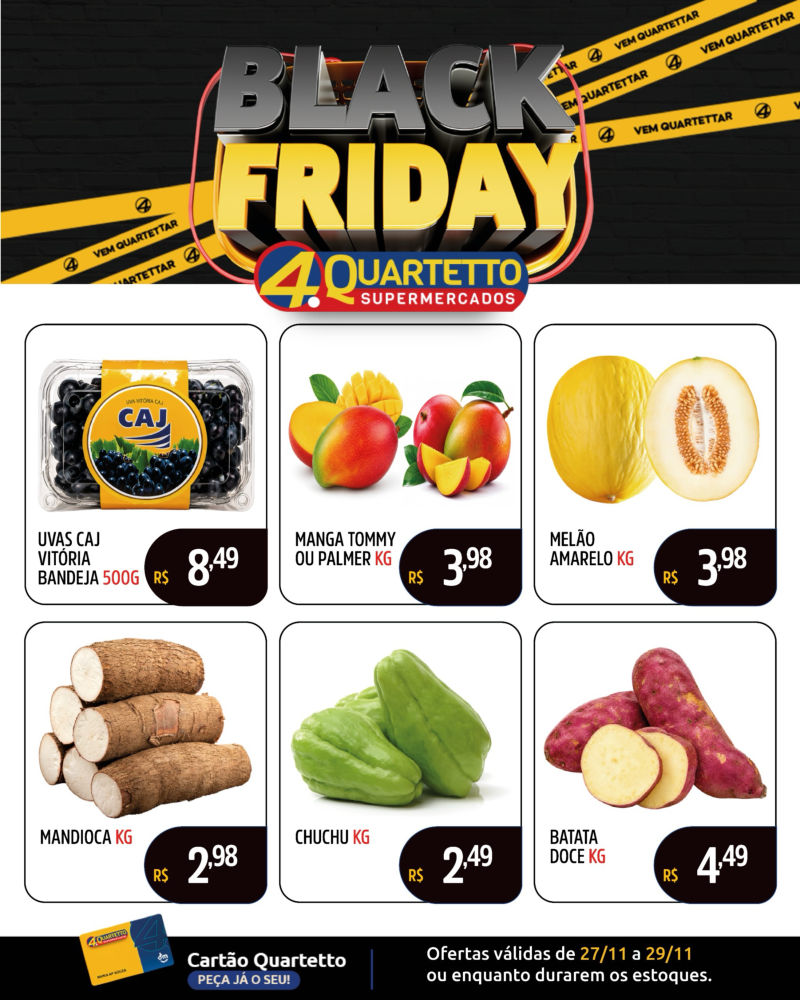 BLACK
FRIDAY
VEM QUARTETTAR
VEM QUARTETTAR
VEM QUARTETTAR
VEM QUARTETTAR
4.QUARTETTO
SUPERMERCADOS
UVA VITÓRIA CAJ
CAJ
UVAS CAJ
VITÓRIA
BANDEJA 500G
R$ 8,49
MANGA TOMMY
OU PALMER KG
R$ 3,98
MELÃO
AMARELO KG
R$ 3,98
MANDIOCA KG
R$ 2,98
CHUCHU KG
R$ 2,49
BATATA
DOCE KG
R$ 4,49
4.QUARTETTO
Cartão Quartetto
PEÇA JÁ O SEU!
Ofertas válidas de 27/11 a 29/11
ou enquanto durarem os estoques.